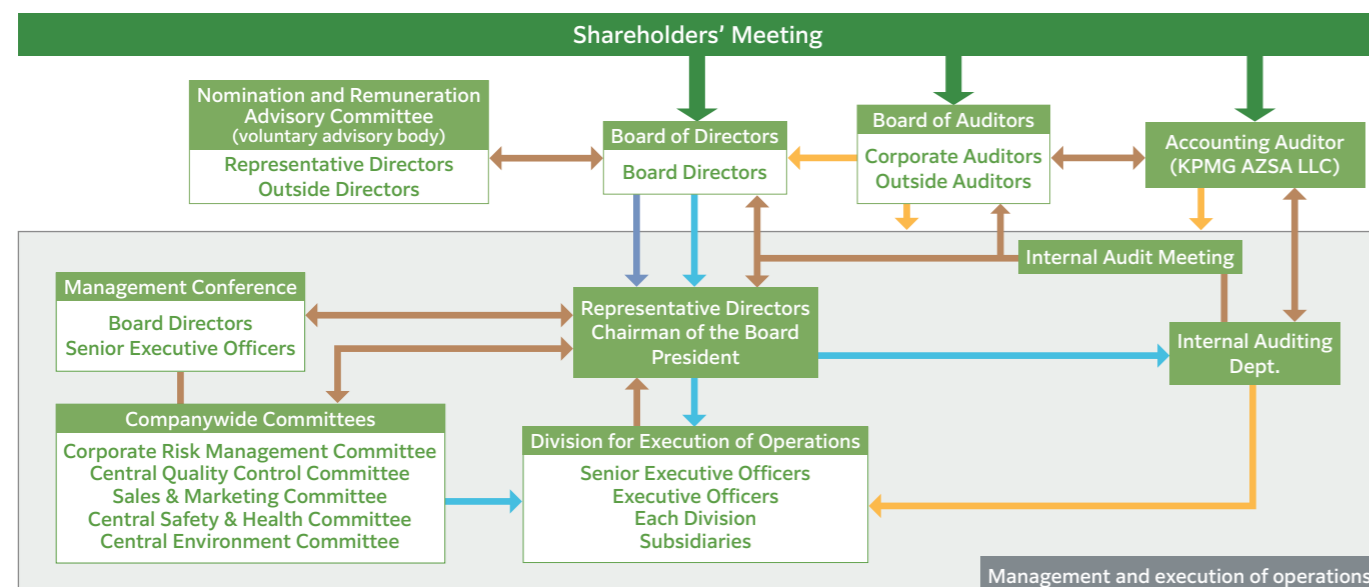 Shareholders’ Meeting
Nomination and Remuneration
Advisory Committee
(voluntary advisory body)
Representative Directors
Outside Directors
Board of Directors
Board Directors
Board of Auditors
Corporate Auditors
Outside Auditors
Accounting Auditor
(KPMG AZSA LLC)
Internal Audit Meeting
Management Conference
Board Directors
Senior Executive Officers
Representative Directors
Chairman of the Board
President
Internal Auditing
Dept.
Companywide Committees
Corporate Risk Management Committee
Central Quality Control Committee
Sales & Marketing Committee
Central Safety & Health Committee
Central Environment Committee
Division for Execution of Operations
Senior Executive Officers
Executive Officers
Each Division
Subsidiaries
Management and execution of operations